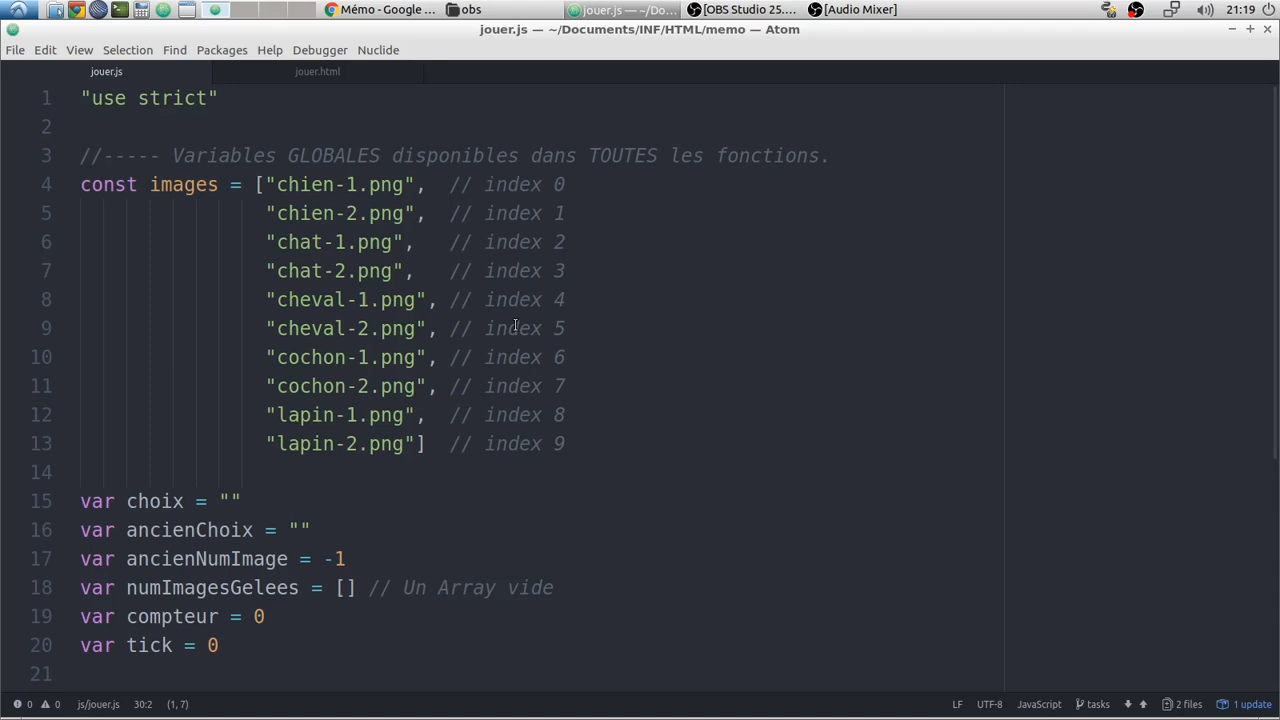 Mémo - Google ...
obs
jouer.js — ~/Do...
[OBS Studio 25....
[Audio Mixer]
21:19
jouer.js — ~/Documents/INF/HTML/memo — Atom
File Edit View Selection Find Packages Help Debugger Nuclide
jouer.js
jouer.html
1 "use strict"
2
3 //----- Variables GLOBALES disponibles dans TOUTES les fonctions.
4 const images = ["chien-1.png", // index 0
5 "chien-2.png", // index 1
6 "chat-1.png", // index 2
7 "chat-2.png", // index 3
8 "cheval-1.png", // index 4
9 "cheval-2.png", // index 5
10 "cochon-1.png", // index 6
11 "cochon-2.png", // index 7
12 "lapin-1.png", // index 8
13 "lapin-2.png"] // index 9
14
15 var choix = ""
16 var ancienChoix = ""
17 var ancienNumImage = -1
18 var numImagesGelees = [] // Un Array vide
19 var compteur = 0
20 var tick = 0
21
0 0 js/jouer.js 30:2 (1, 7) LF UTF-8 JavaScript tasks 2 files 1 update